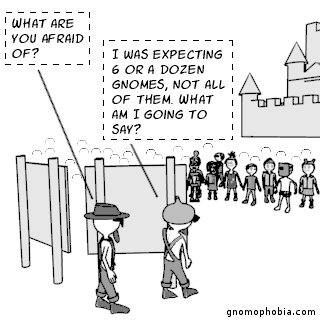 WHAT ARE
YOU AFRAID
OF?
I WAS EXPECTING
6 OR A DOZEN
GNOMES, NOT ALL
OF THEM. WHAT
AM I GOING TO
SAY?
gnomophobia.com